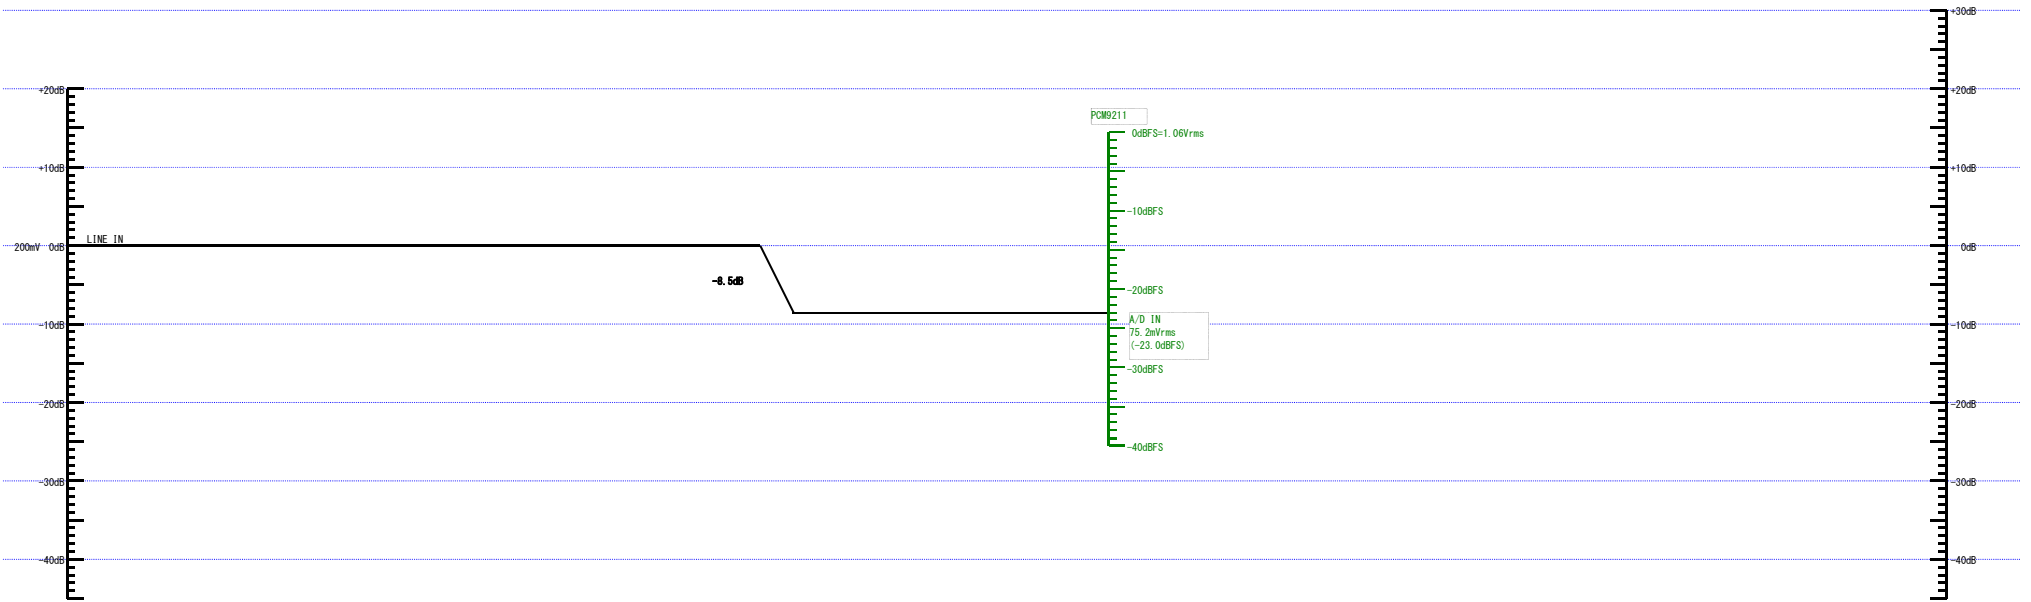 +30dB
+20dB
+20dB
PCM9211
0dBFS=1.06Vrms
+10dB
+10dB
-10dBFS
LINE IN
200mV 0dB
0dB
-8.5dB
-20dBFS
A/D IN
75.2mVrms
(-23.0dBFS)
-10dB
-10dB
-30dBFS
-20dB
-20dB
-40dBFS
-30dB
-30dB
-40dB
-40dB